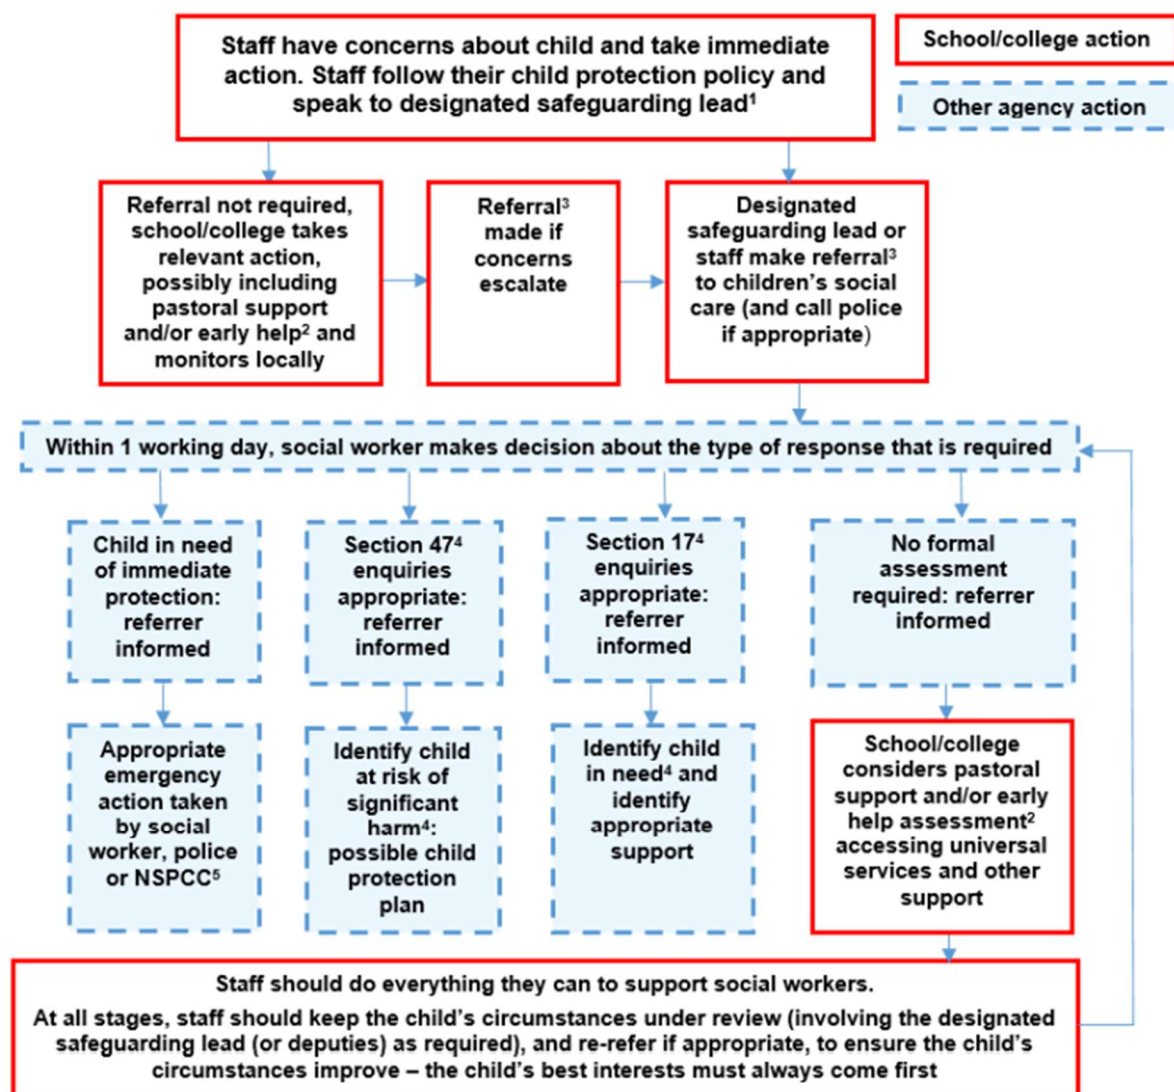 Staff have concerns about child and take immediate
action. Staff follow their child protection policy and
speak to designated safeguarding lead¹
School/college action
Other agency action
Referral not required,
school/college takes
relevant action,
possibly including
pastoral support
and/or early help² and
monitors locally
Referral³
made if
concerns
escalate
Designated
safeguarding lead or
staff make referral³
to children’s social
care (and call police
if appropriate)
Within 1 working day, social worker makes decision about the type of response that is required
Child in need
of immediate
protection:
referrer
informed
Section 47⁴
enquiries
appropriate:
referrer
informed
Section 17⁴
enquiries
appropriate:
referrer
informed
No formal
assessment
required: referrer
informed
Appropriate
emergency
action taken
by social
worker, police
or NSPCC⁵
Identify child
at risk of
significant
harm⁴:
possible child
protection
plan
Identify child
in need⁴ and
identify
appropriate
support
School/college
considers pastoral
support and/or early
help assessment²
accessing universal
services and other
support
Staff should do everything they can to support social workers.
At all stages, staff should keep the child’s circumstances under review (involving the designated
safeguarding lead (or deputies) as required), and re-refer if appropriate, to ensure the child’s
circumstances improve – the child’s best interests must always come first